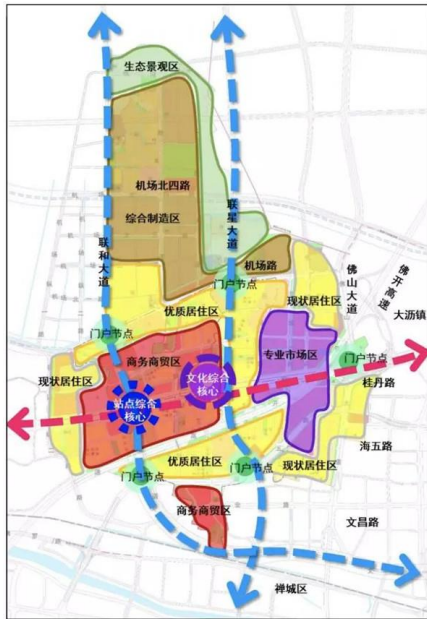 生态景观区
机场北四路
综合制造区
联星大道
联和大道
机场路
门户节点
佛山大道
佛开高速
大沥镇
现状居住区
优质居住区
门户节点
商务商贸区
专业市场区
门户节点
现状居住区
文化综合
核心
桂丹路
站点综合
核心
海五路
优质居住区
门户节点
门户节点
现状居住区
商务商贸区
文昌路
禅城区